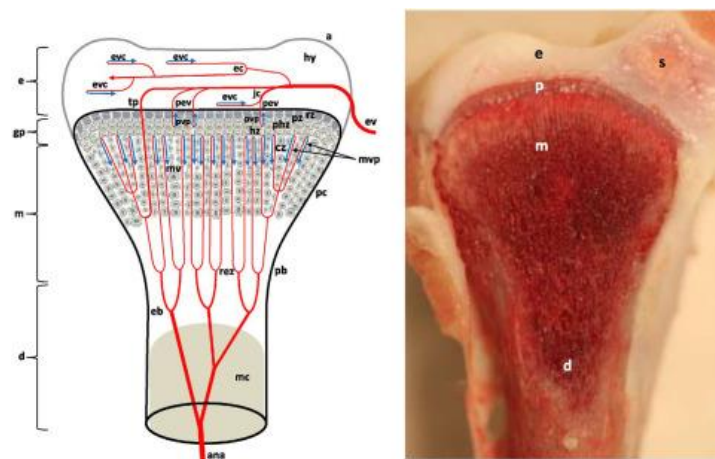 a
evc evc hy
ec
e evc
evc jc
tp pev pev ev
pvp pvp phz pz rz
gp hz
cz mvp
mv
pc
m
rez pb
eb
d mc
ana
e s
p
m
d